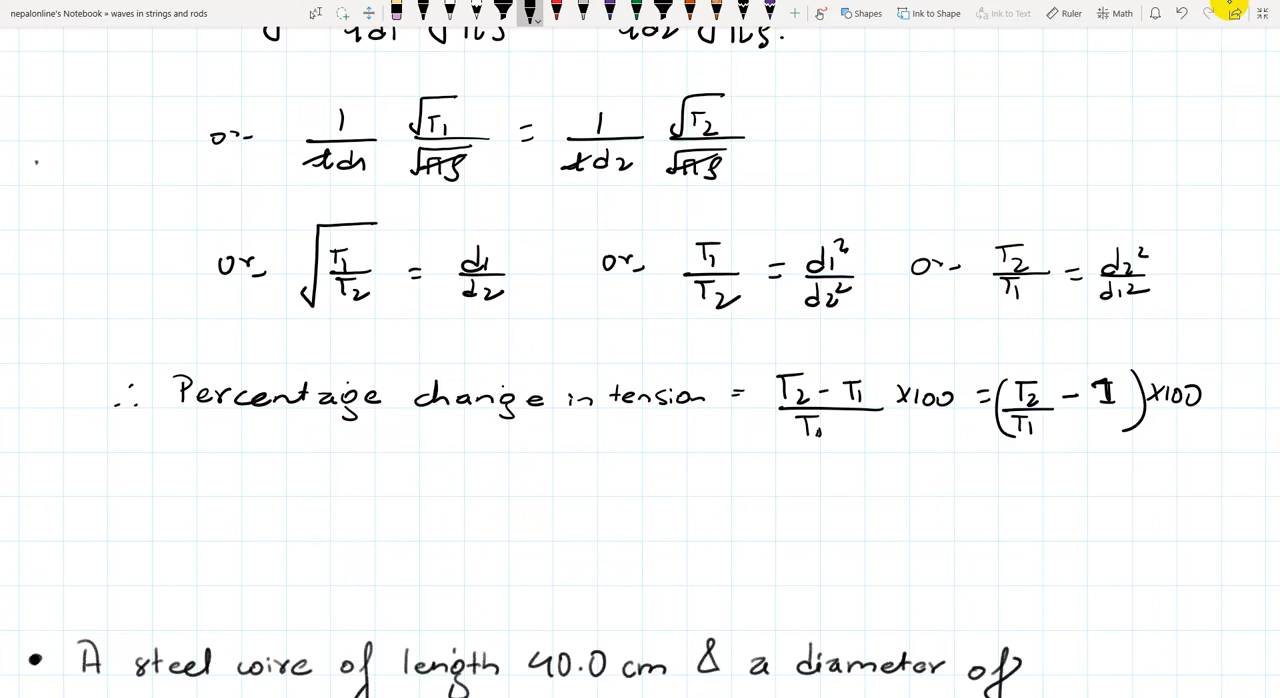 nepalonline's Notebook » waves in strings and rods Shapes Ink to Shape Ink to Text Ruler Math
or 1/(ld1) √T1/√(πρ) = 1/(ld2) √T2/√(πρ)
or √(T1/T2) = d1/d2 or T1/T2 = d1²/d2² or T2/T1 = d2²/d1²
∴ Percentage change in tension = (T2 - T1)/T1 ×100 = (T2/T1 - 1) ×100
• A steel wire of length 40.0 cm & a diameter of